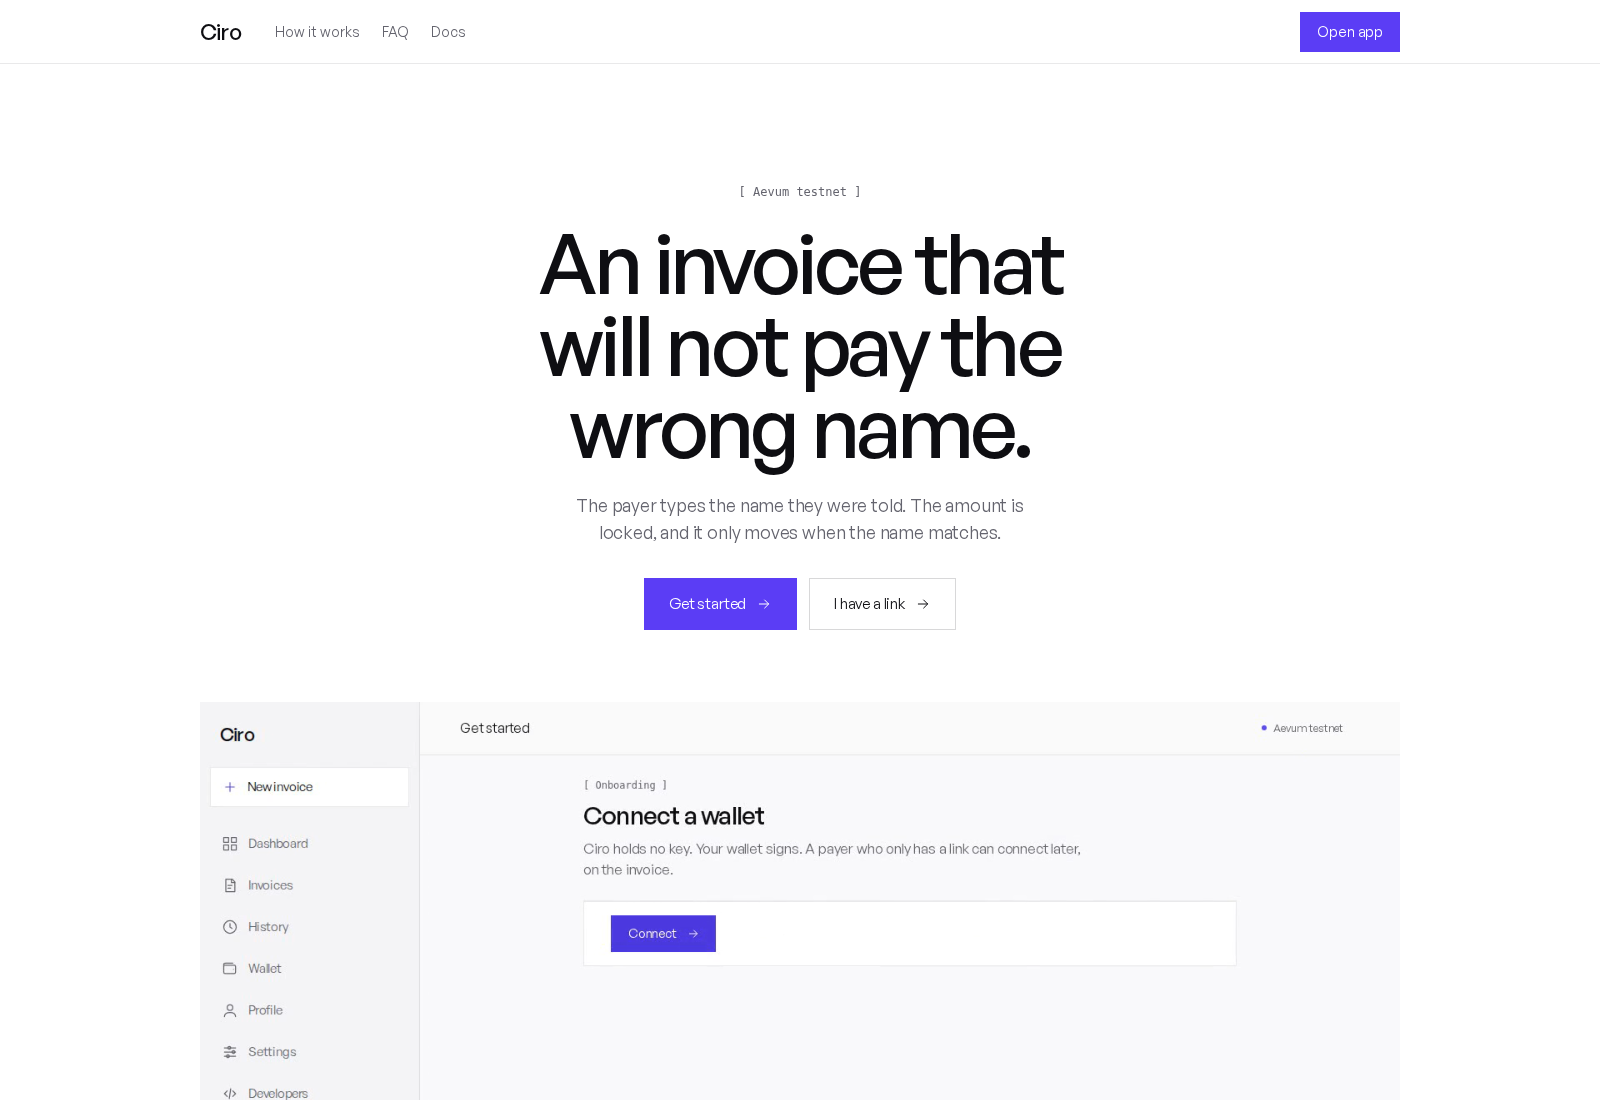 Ciro
How it works
FAQ
Docs
Open app
[ Aevum testnet ]
An invoice that
will not pay the
wrong name.
The payer types the name they were told. The amount is
locked, and it only moves when the name matches.
Get started
I have a link
Ciro
Get started
Aevum testnet
New invoice
[ Onboarding ]
Connect a wallet
Ciro holds no key. Your wallet signs. A payer who only has a link can connect later,
on the invoice.
Connect
Dashboard
Invoices
History
Wallet
Profile
Settings
Developers